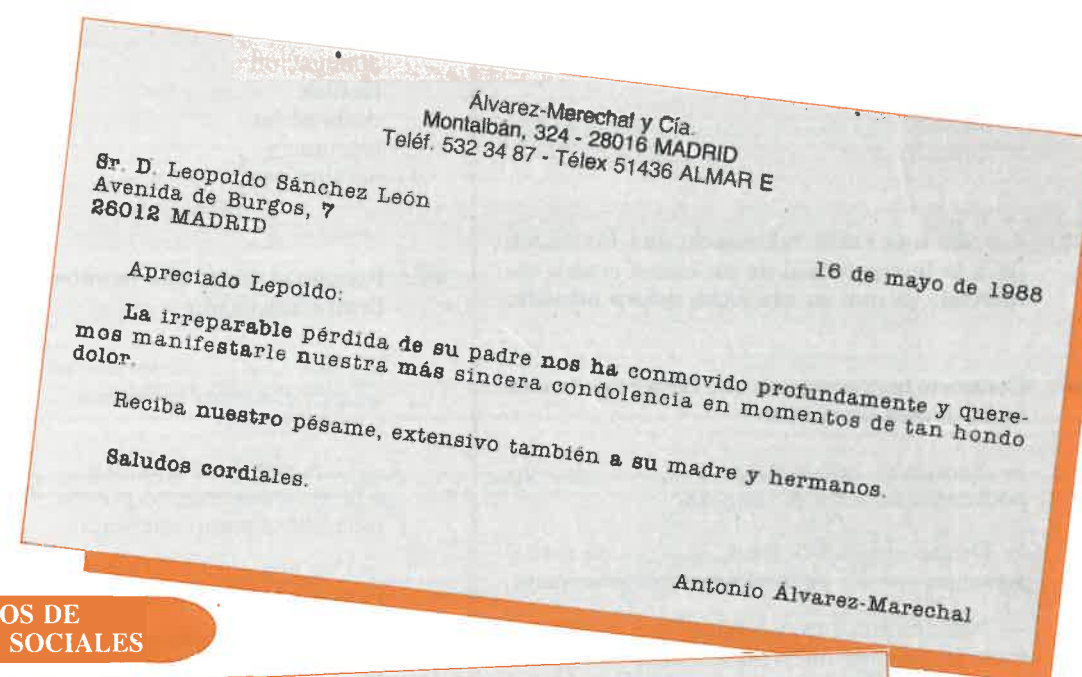 Álvarez-Marechal y Cía.
Montalbán, 324 - 28016 MADRID
Teléf. 532 34 87 - Télex 51436 ALMAR E
Sr. D. Leopoldo Sánchez León
Avenida de Burgos, 7
28012 MADRID
16 de mayo de 1988
Apreciado Lepoldo:
La irreparable pérdida de su padre nos ha conmovido profundamente y quere-
mos manifestarle nuestra más sincera condolencia en momentos de tan hondo
dolor.
Reciba nuestro pésame, extensivo también a su madre y hermanos.
Saludos cordiales.
Antonio Álvarez-Marechal
OS DE
SOCIALES